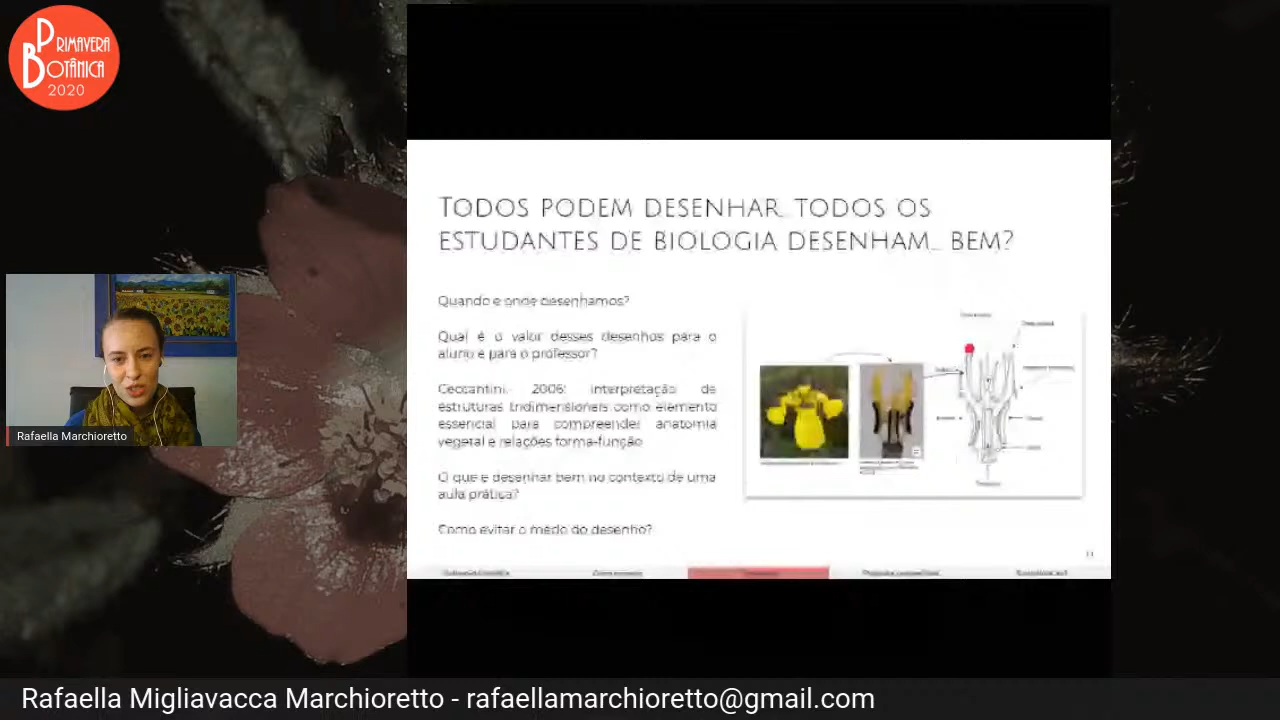 PRIMAVERA
BOTÂNICA
2020
TODOS PODEM DESENHAR... TODOS OS
ESTUDANTES DE BIOLOGIA DESENHAM... BEM?
Quando e onde desenhamos?
Qual é o valor desses desenhos para o
aluno e para o professor?
Ceccantini, 2006: interpretação de
estruturas tridimensionais como elemento
essencial para compreender anatomia
vegetal e relações forma-função
O que é desenhar bem no contexto de uma
aula prática?
Como evitar o medo do desenho?
Rafaella Marchioretto
Rafaella Migliavacca Marchioretto - rafaellamarchioretto@gmail.com